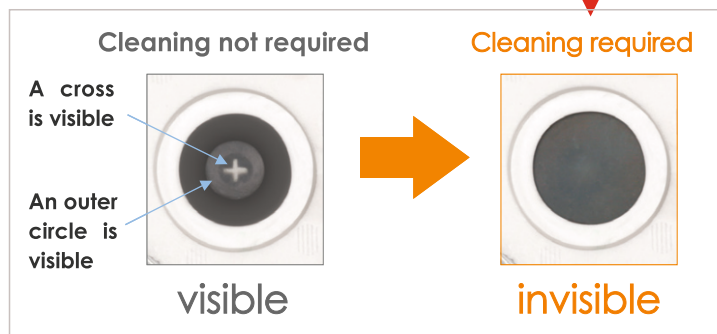 Cleaning not required
Cleaning required
A cross
is visible
An outer
circle is
visible
visible
invisible